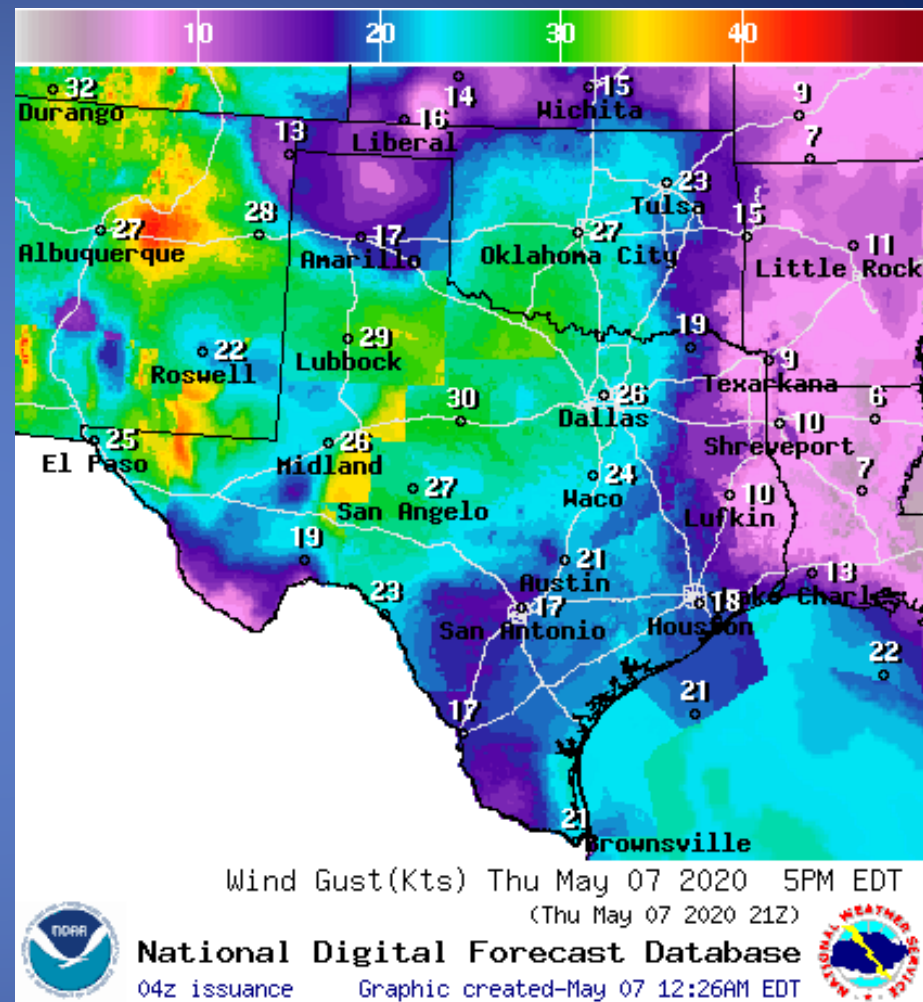 10 20 30 40
32
Durango
14
15
Wichita
9
16
Liberal
13
7
23
Tulsa
27
Albuquerque
28
17
Amarillo
27
Oklahoma City
15
11
Little Rock
22
Roswell
29
Lubbock
19
9
Texarkana
30
26
Dallas
6
10
Shreveport
25
El Paso
26
Midland
27
San Angelo
24
Waco
10
Lufkin
7
19
21
Austin
13
Lake Charles
23
17
San Antonio
18
Houston
22
21
17
21
Brownsville
Wind Gust(Kts) Thu May 07 2020 5PM EDT
(Thu May 07 2020 21Z)
National Digital Forecast Database
04z issuance Graphic created-May 07 12:26AM EDT
NOAA
NATIONAL WEATHER SERVICE